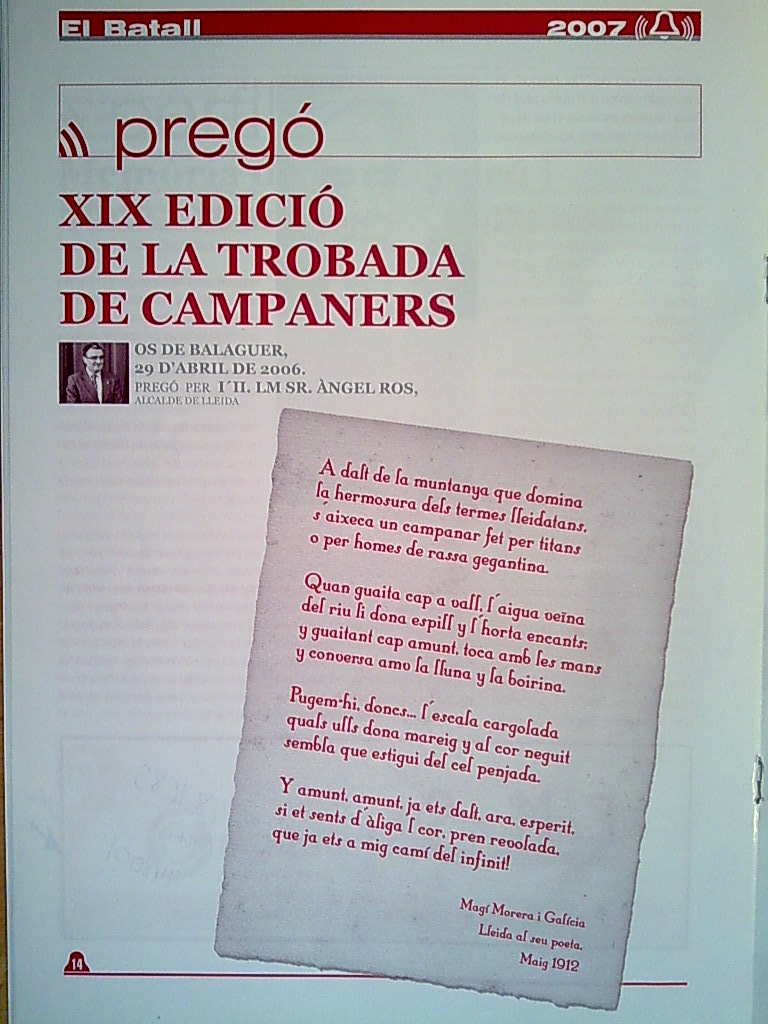 El Batall
2007
pregó
XIX EDICIÓ
DE LA TROBADA
DE CAMPANERS
OS DE BALAGUER,
29 D'ABRIL DE 2006.
PREGÓ PER I´II. LM SR. ÀNGEL ROS,
ALCALDE DE LLEIDA
A dalt de la muntanya que domina
la hermosura dels termes lleidatans,
s´aixeca un campanar fet per titans
o per homes de rassa gegantina.
Quan guaita cap a vall, l´aigua veïna
del riu li dona espill y l´horta encants;
y guaitant cap amunt, toca amb les mans
y conversa amo la lluna y la boirina.
Pugem-hi, doncs... l´escala cargolada
quals ulls dona mareig y al cor neguit
sembla que estigui del cel penjada.
Y amunt, amunt, ja ets dalt, ara, esperit,
si et sents d´àliga l cor, pren revolada,
que ja ets a mig camí del infinit!
Magí Morera i Galícia
Lleida al seu poeta.
Maig 1912
14